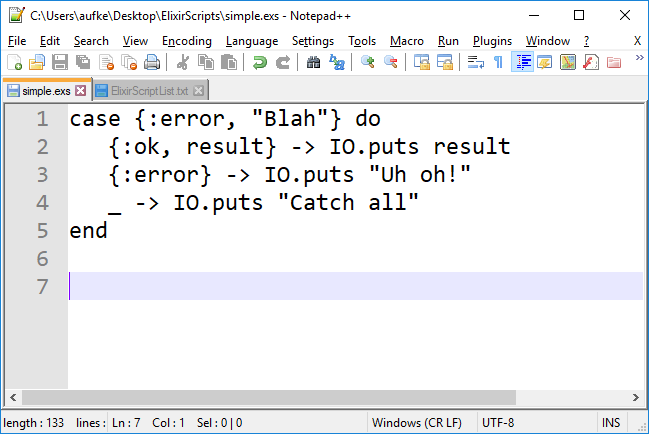 C:\Users\aufke\Desktop\ElixirScripts\simple.exs - Notepad++
File Edit Search View Encoding Language Settings Tools Macro Run Plugins Window ? X
simple.exs ElixirScriptList.txt
1 case {:error, "Blah"} do
2 {:ok, result} -> IO.puts result
3 {:error} -> IO.puts "Uh oh!"
4 _ -> IO.puts "Catch all"
5 end
6
7
length : 133 lines : Ln : 7 Col : 1 Sel : 0 | 0 Windows (CR LF) UTF-8 INS